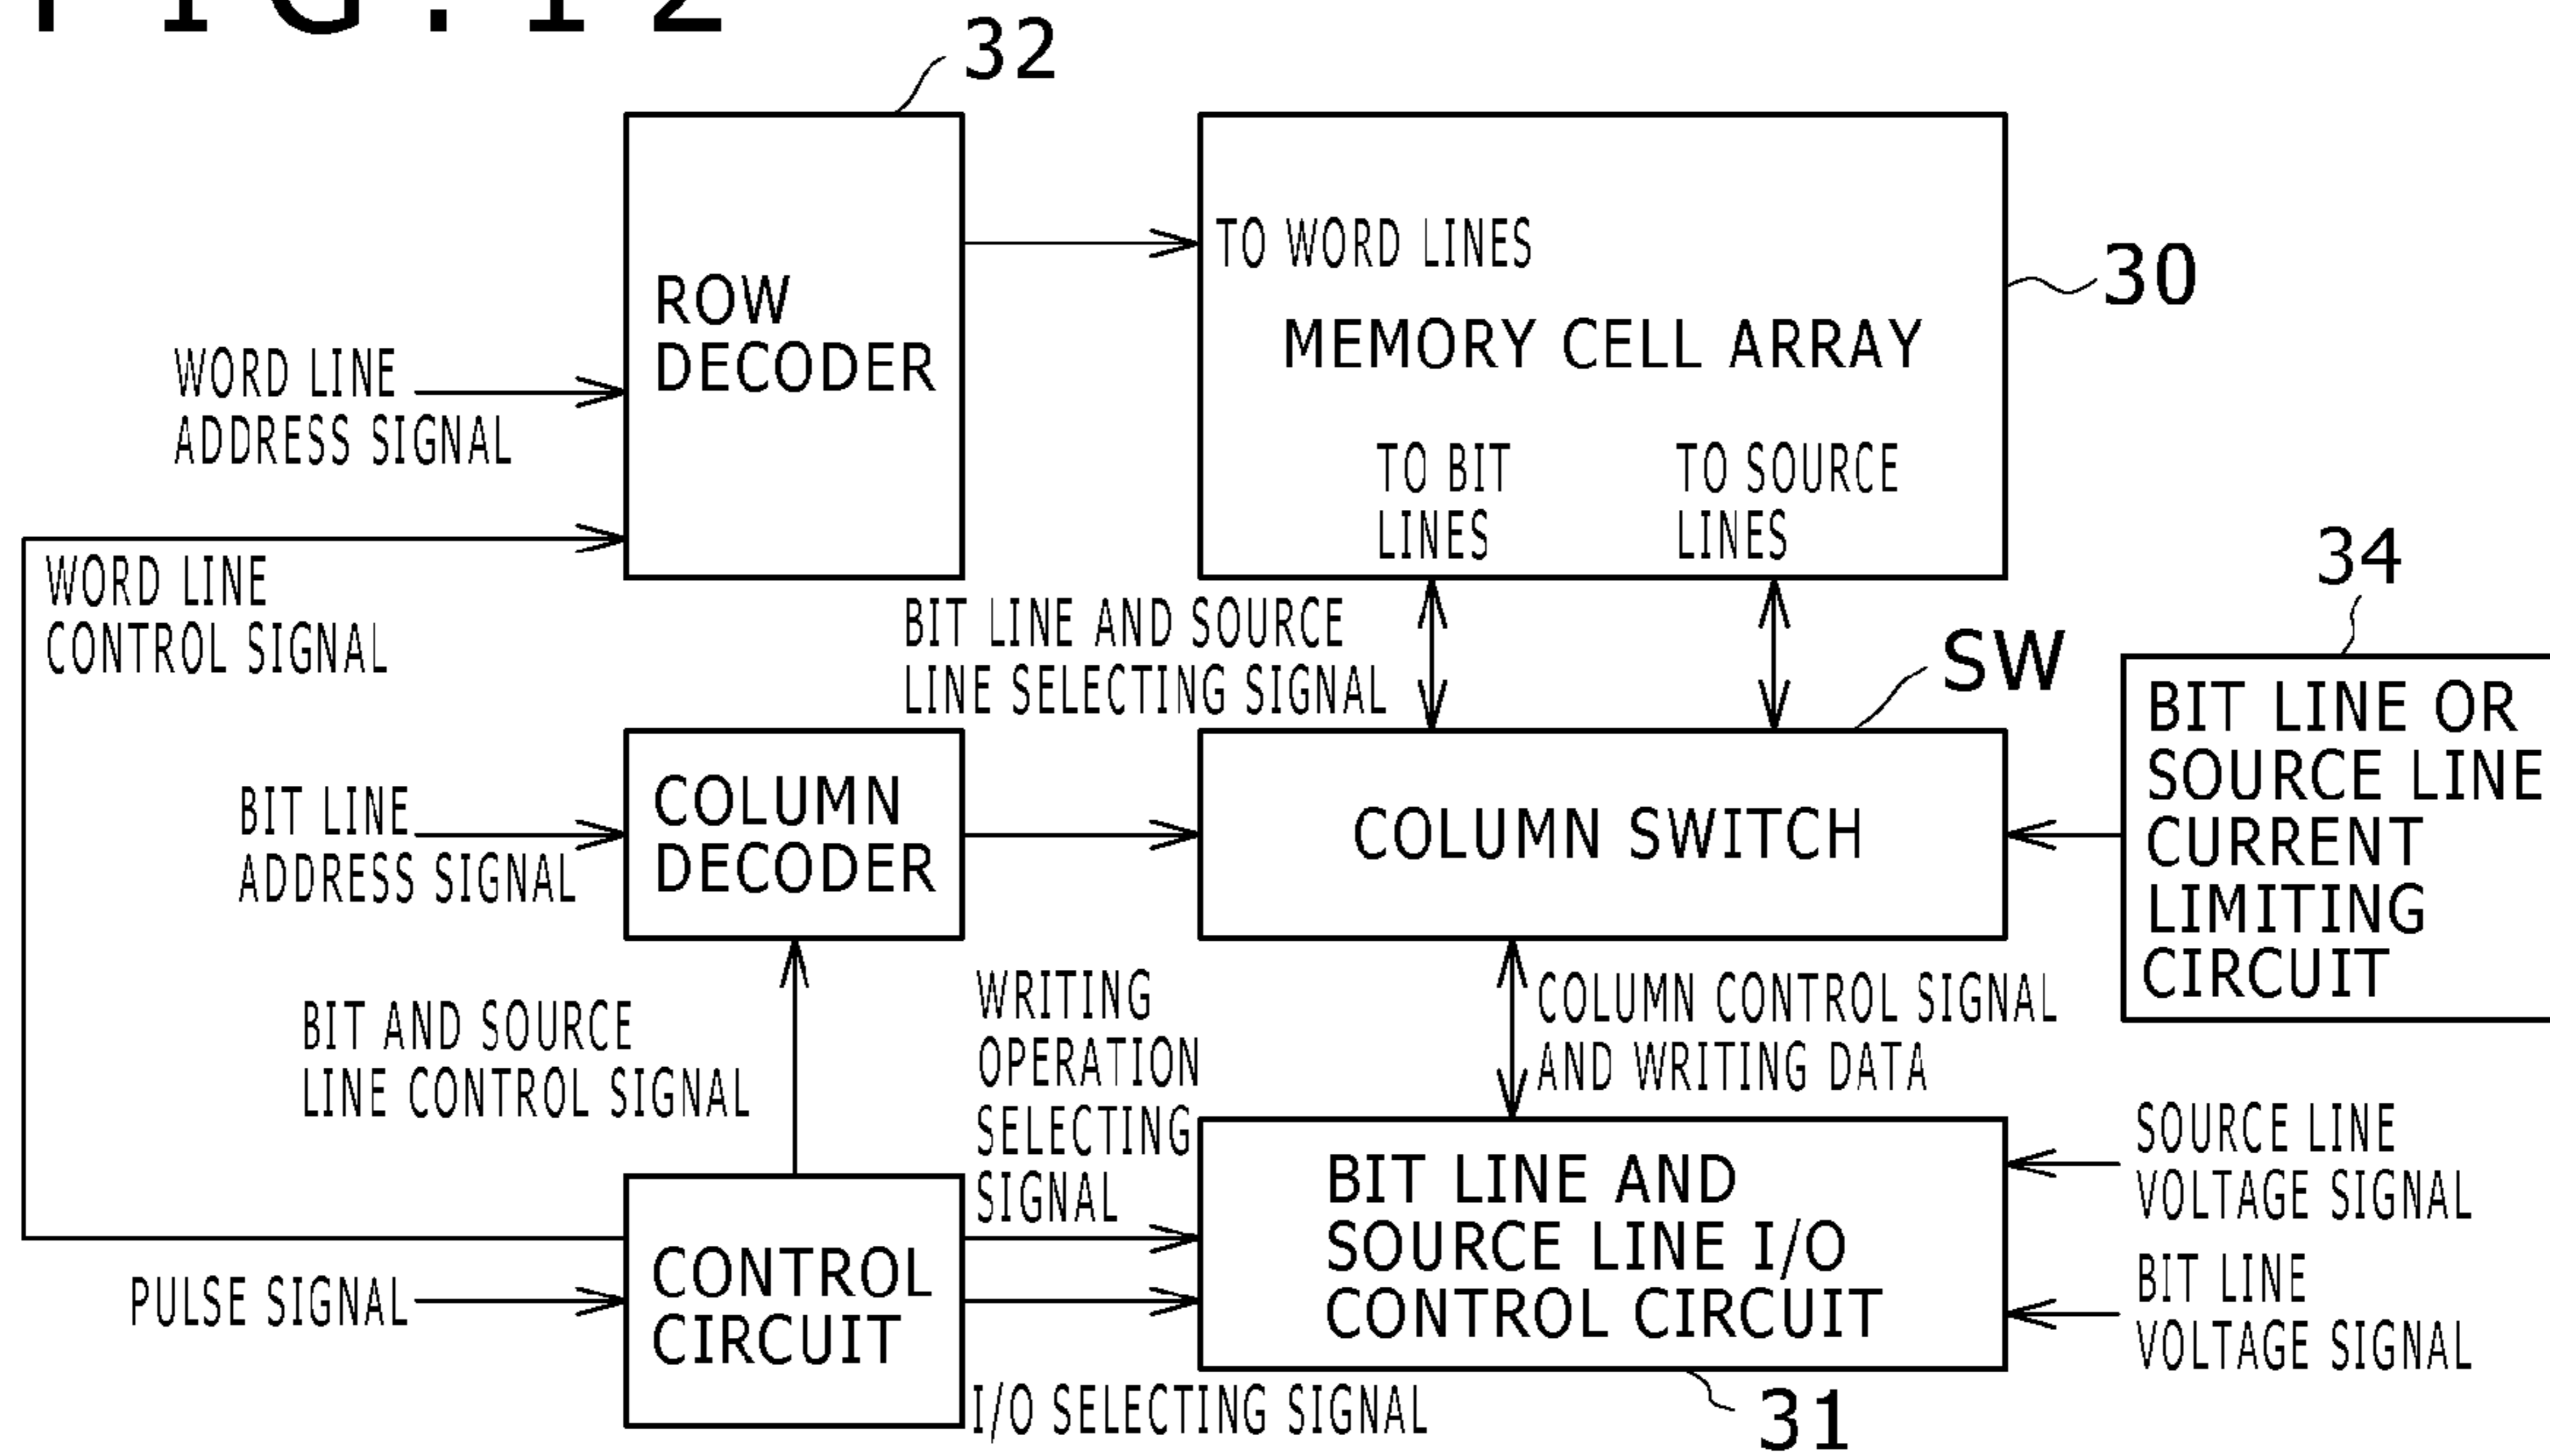 FIG.12
32
ROW
DECODER
TO WORD LINES
MEMORY CELL ARRAY
30
WORD LINE
ADDRESS SIGNAL
TO BIT
LINES
TO SOURCE
LINES
WORD LINE
CONTROL SIGNAL
BIT LINE AND SOURCE
LINE SELECTING SIGNAL
34
SW
BIT LINE OR
SOURCE LINE
CURRENT
LIMITING
CIRCUIT
BIT LINE
ADDRESS SIGNAL
COLUMN
DECODER
COLUMN SWITCH
BIT AND SOURCE
LINE CONTROL SIGNAL
WRITING
OPERATION
SELECTING
SIGNAL
COLUMN CONTROL SIGNAL
AND WRITING DATA
PULSE SIGNAL
CONTROL
CIRCUIT
BIT LINE AND
SOURCE LINE I/O
CONTROL CIRCUIT
SOURCE LINE
VOLTAGE SIGNAL
BIT LINE
VOLTAGE SIGNAL
I/O SELECTING SIGNAL
31